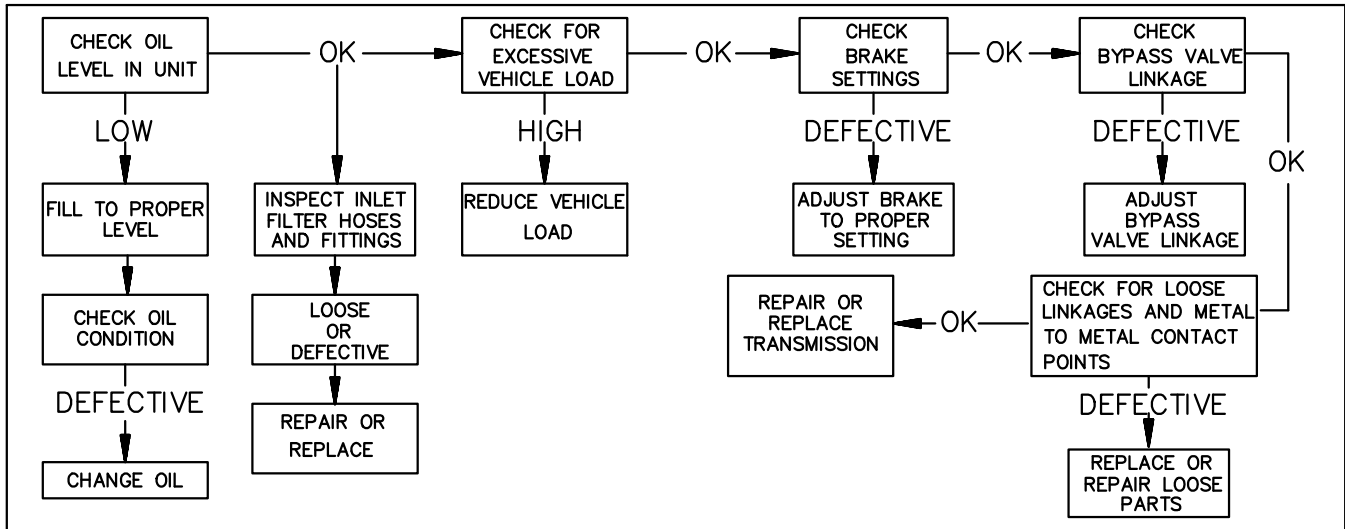 CHECK OIL
LEVEL IN UNIT
OK
CHECK FOR
EXCESSIVE
VEHICLE LOAD
OK
CHECK
BRAKE
SETTINGS
OK
CHECK
BYPASS VALVE
LINKAGE
LOW
HIGH
DEFECTIVE
DEFECTIVE
OK
FILL TO PROPER
LEVEL
INSPECT INLET
FILTER HOSES
AND FITTINGS
REDUCE VEHICLE
LOAD
ADJUST BRAKE
TO PROPER
SETTING
ADJUST
BYPASS
VALVE LINKAGE
CHECK OIL
CONDITION
LOOSE
OR
DEFECTIVE
REPAIR OR
REPLACE
TRANSMISSION
OK
CHECK FOR LOOSE
LINKAGES AND METAL
TO METAL CONTACT
POINTS
DEFECTIVE
REPAIR OR
REPLACE
DEFECTIVE
CHANGE OIL
REPLACE OR
REPAIR LOOSE
PARTS